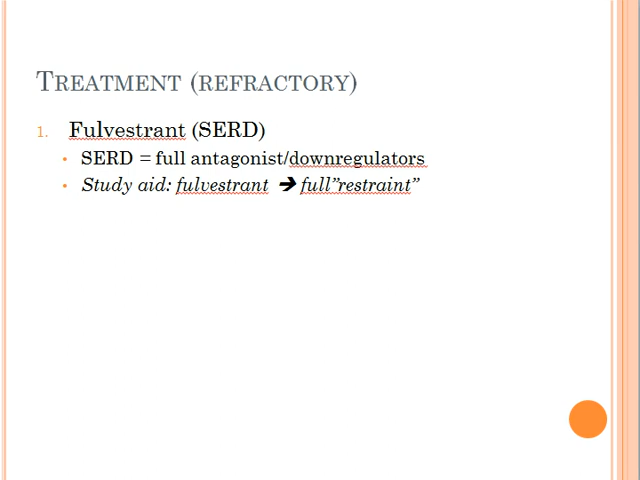 TREATMENT (REFRACTORY)
1. Fulvestrant (SERD)
• SERD = full antagonist/downregulators
• Study aid: fulvestrant ➔ full”restraint”